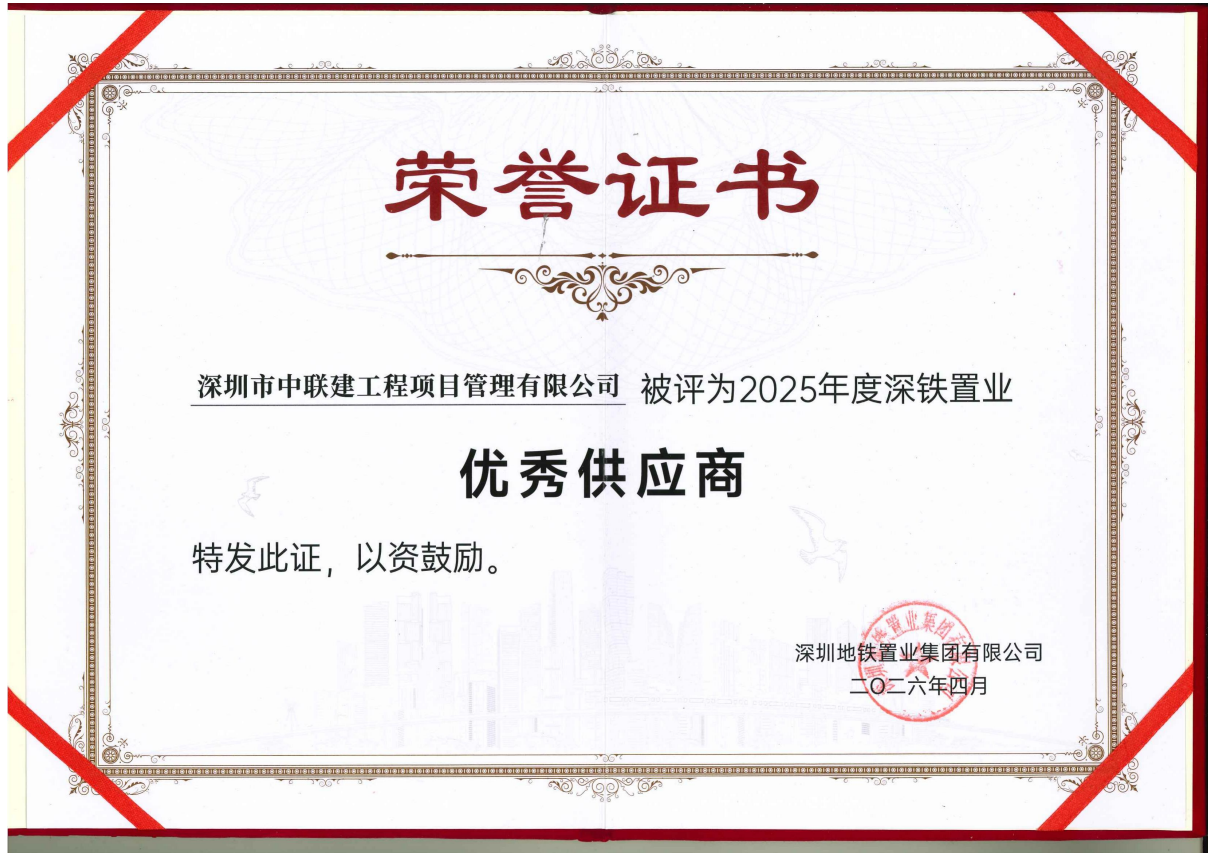 荣誉证书
深圳市中联建工程项目管理有限公司 被评为2025年度深铁置业
优秀供应商
特发此证，以资鼓励。
深圳地铁置业集团有限公司
二〇二六年四月